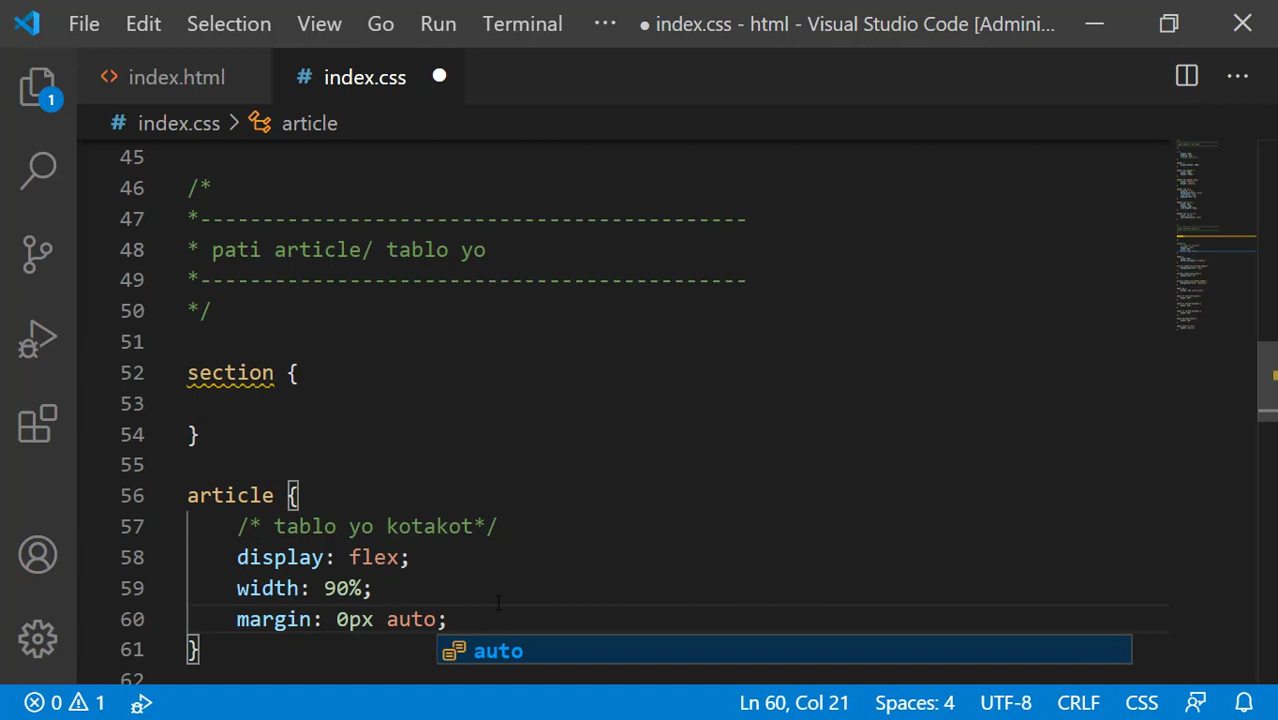 File Edit Selection View Go Run Terminal ··· ● index.css - html - Visual Studio Code [Admini...
index.html # index.css
# index.css > article
1
45
46 /*
47 *--------------------------------------------
48 * pati article/ tablo yo
49 *--------------------------------------------
50 */
51
52 section {
53
54 }
55
56 article {
57 /* tablo yo kotakot*/
58 display: flex;
59 width: 90%;
60 margin: 0px auto;
61 }
auto
62
0 1 Ln 60, Col 21 Spaces: 4 UTF-8 CRLF CSS